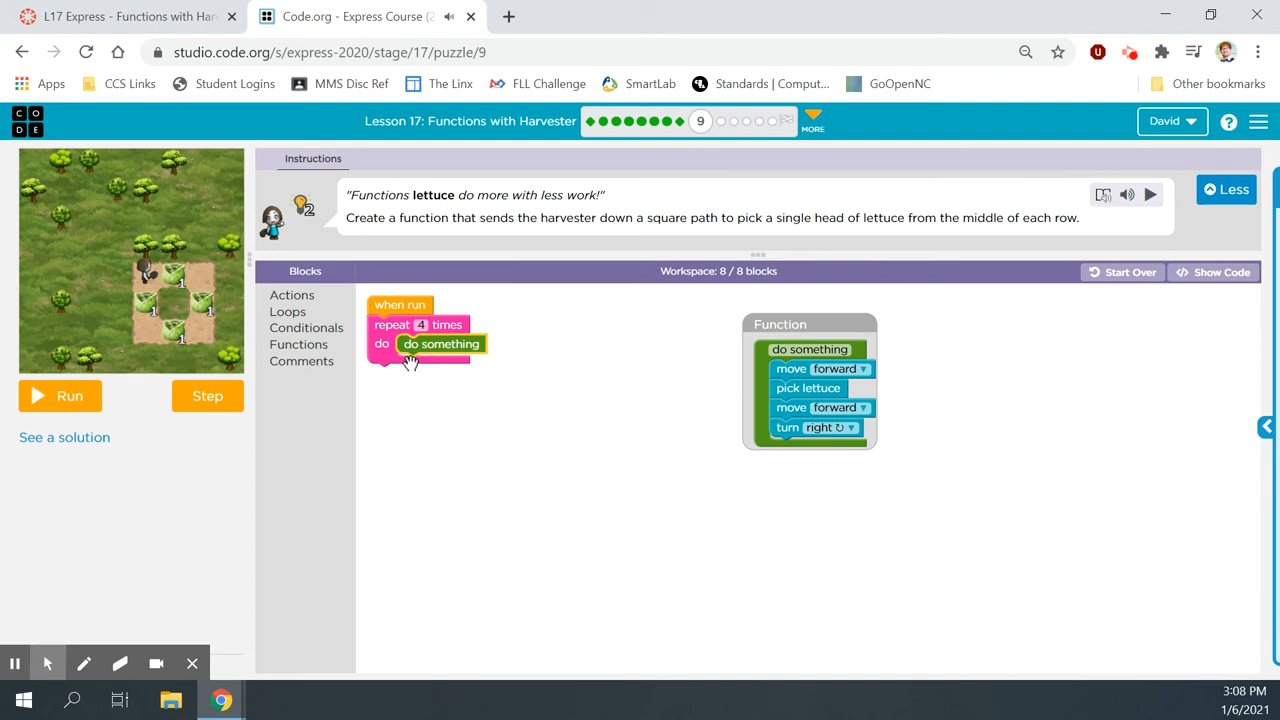 L17 Express - Functions with Har
Code.org - Express Course (2
studio.code.org/s/express-2020/stage/17/puzzle/9
Apps
CCS Links
Student Logins
MMS Disc Ref
The Linx
FLL Challenge
SmartLab
Standards | Comput...
GoOpenNC
Other bookmarks
C O
D E
Lesson 17: Functions with Harvester
9
MORE
David
?
Instructions
2
"Functions lettuce do more with less work!"
Create a function that sends the harvester down a square path to pick a single head of lettuce from the middle of each row.
Less
1
1
1
1
Run
Step
See a solution
Blocks
Workspace: 8 / 8 blocks
Start Over
Show Code
Actions
Loops
Conditionals
Functions
Comments
when run
repeat 4 times
do do something
Function
do something
move forward
pick lettuce
move forward
turn right ↻
3:08 PM
1/6/2021